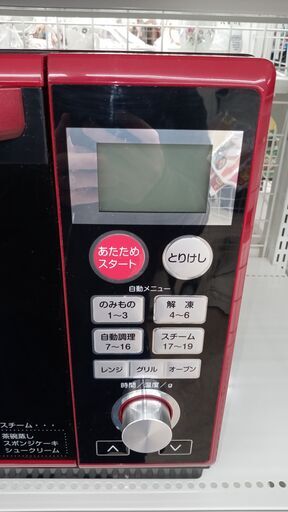 あたため
スタート
とりけし
自動メニュー
のみもの
1~3
解凍
4~6
自動調理
7~16
スチーム
17~19
レンジ
グリル
オーブン
時間/温度/g
スチーム・・・
茶碗蒸し
スポンジケーキ
シュークリーム